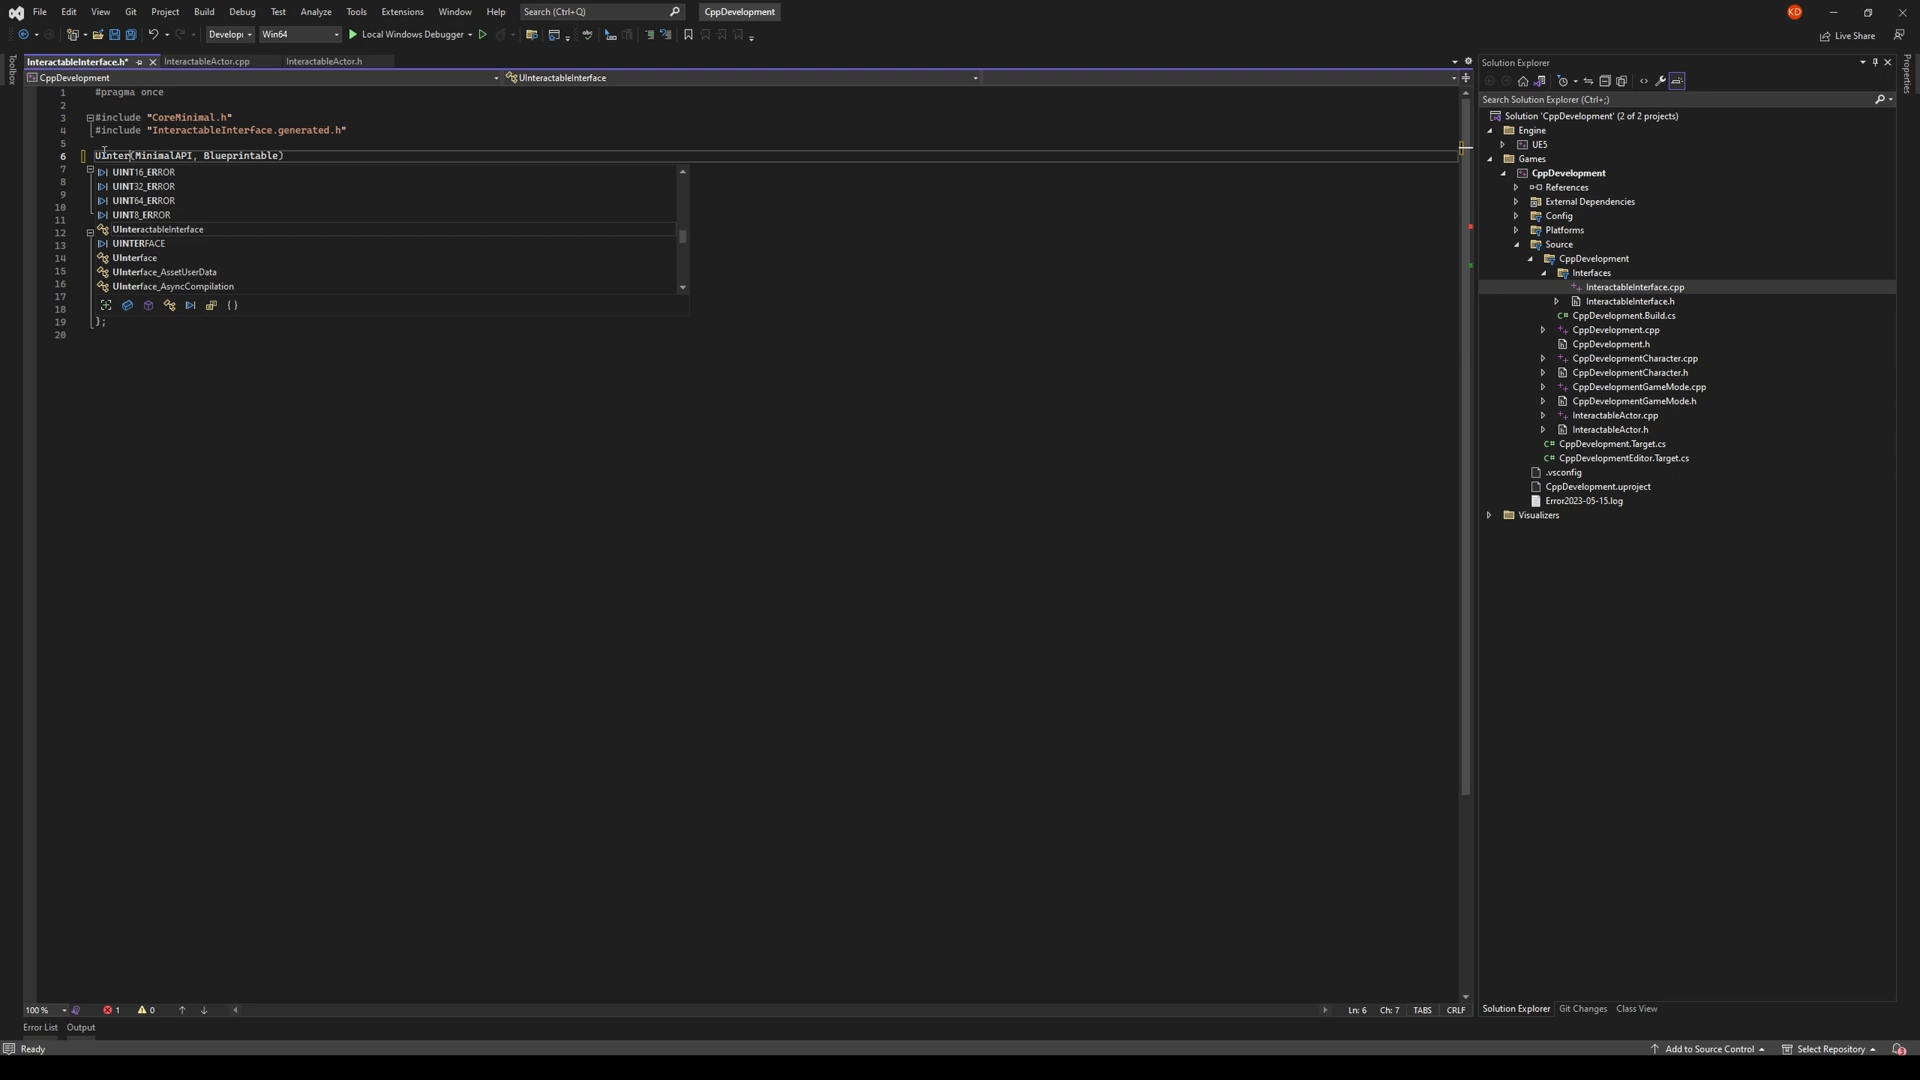 File Edit View Git Project Build Debug Test Analyze Tools Extensions Window Help Search (Ctrl+Q) CppDevelopment KD
Develop Win64 Local Windows Debugger Live Share
Toolbox
InteractableInterface.h* InteractableActor.cpp InteractableActor.h
CppDevelopment UInteractableInterface
1 #pragma once
2
3 #include "CoreMinimal.h"
4 #include "InteractableInterface.generated.h"
5
6 UInter(MinimalAPI, Blueprintable)
7
8
9
10
11
12
13
14
15
16
17
18
19 };
20
UINT16_ERROR
UINT32_ERROR
UINT64_ERROR
UINT8_ERROR
UInteractableInterface
UINTERFACE
UInterface
UInterface_AssetUserData
UInterface_AsyncCompilation
{ }
100 % 1 0 Ln: 6 Ch: 7 TABS CRLF
Error List Output
Ready
Solution Explorer
Search Solution Explorer (Ctrl+;)
Solution 'CppDevelopment' (2 of 2 projects)
Engine
UE5
Games
CppDevelopment
References
External Dependencies
Config
Platforms
Source
CppDevelopment
Interfaces
InteractableInterface.cpp
InteractableInterface.h
CppDevelopment.Build.cs
CppDevelopment.cpp
CppDevelopment.h
CppDevelopmentCharacter.cpp
CppDevelopmentCharacter.h
CppDevelopmentGameMode.cpp
CppDevelopmentGameMode.h
InteractableActor.cpp
InteractableActor.h
CppDevelopment.Target.cs
CppDevelopmentEditor.Target.cs
.vsconfig
CppDevelopment.uproject
Error2023-05-15.log
Visualizers
Solution Explorer Git Changes Class View
Properties
Add to Source Control Select Repository